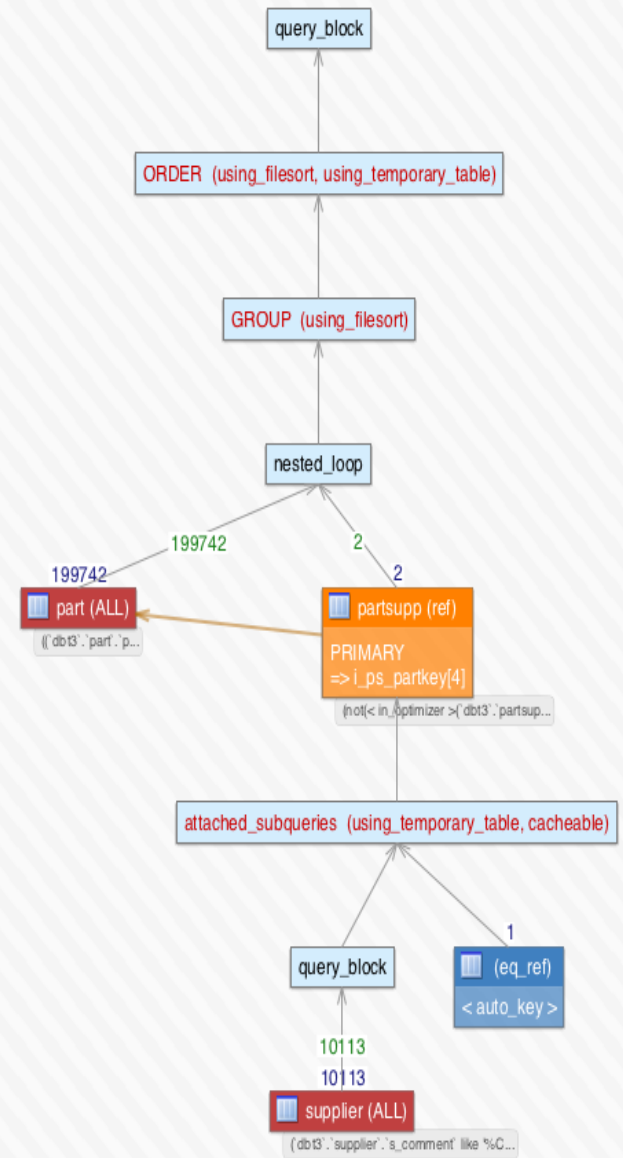 query_block
ORDER (using_filesort, using_temporary_table)
GROUP (using_filesort)
nested_loop
199742
2
199742
2
part (ALL)
((`dbt3`.`part`.`p...
partsupp (ref)
PRIMARY
=> i_ps_partkey[4]
(not(< in_optimizer >(`dbt3`.`partsup...
attached_subqueries (using_temporary_table, cacheable)
1
query_block
(eq_ref)
< auto_key >
10113
10113
supplier (ALL)
(`dbt3`.`supplier`.`s_comment` like '%C...